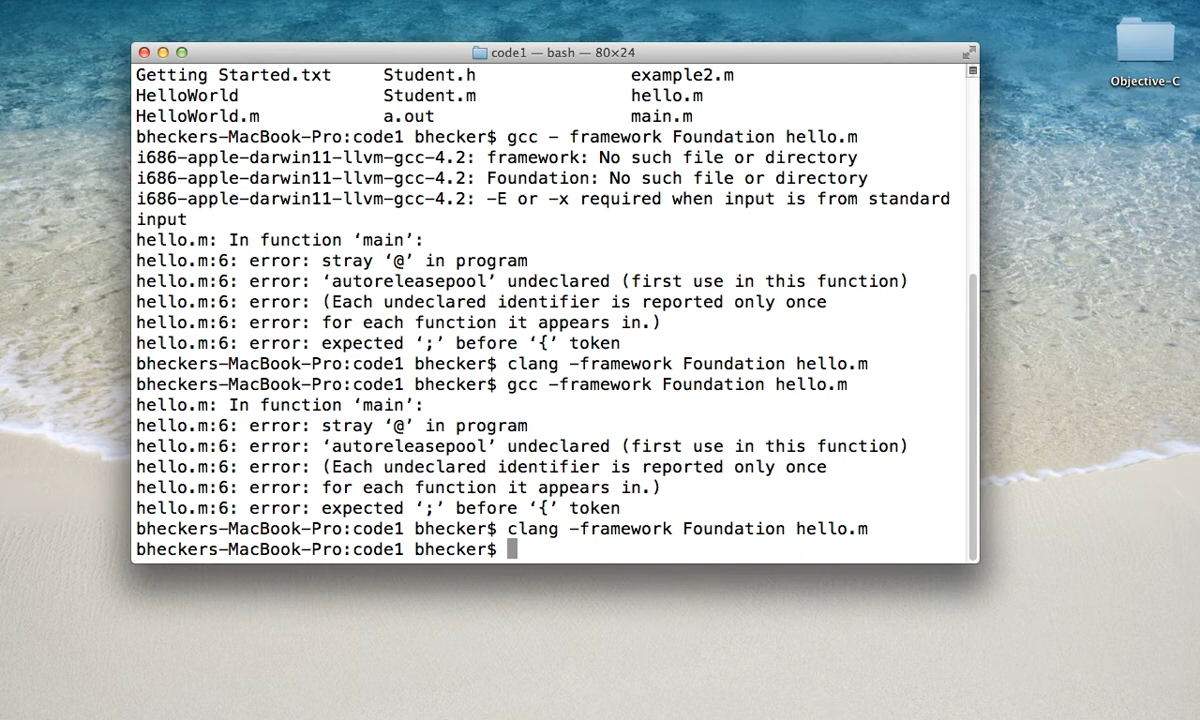 code1 — bash — 80×24
Getting Started.txt Student.h example2.m
HelloWorld Student.m hello.m
HelloWorld.m a.out main.m
bheckers-MacBook-Pro:code1 bhecker$ gcc - framework Foundation hello.m
i686-apple-darwin11-llvm-gcc-4.2: framework: No such file or directory
i686-apple-darwin11-llvm-gcc-4.2: Foundation: No such file or directory
i686-apple-darwin11-llvm-gcc-4.2: -E or -x required when input is from standard
input
hello.m: In function ‘main’:
hello.m:6: error: stray ‘@’ in program
hello.m:6: error: ‘autoreleasepool’ undeclared (first use in this function)
hello.m:6: error: (Each undeclared identifier is reported only once
hello.m:6: error: for each function it appears in.)
hello.m:6: error: expected ‘;’ before ‘{’ token
bheckers-MacBook-Pro:code1 bhecker$ clang -framework Foundation hello.m
bheckers-MacBook-Pro:code1 bhecker$ gcc -framework Foundation hello.m
hello.m: In function ‘main’:
hello.m:6: error: stray ‘@’ in program
hello.m:6: error: ‘autoreleasepool’ undeclared (first use in this function)
hello.m:6: error: (Each undeclared identifier is reported only once
hello.m:6: error: for each function it appears in.)
hello.m:6: error: expected ‘;’ before ‘{’ token
bheckers-MacBook-Pro:code1 bhecker$ clang -framework Foundation hello.m
bheckers-MacBook-Pro:code1 bhecker$
Objective-C